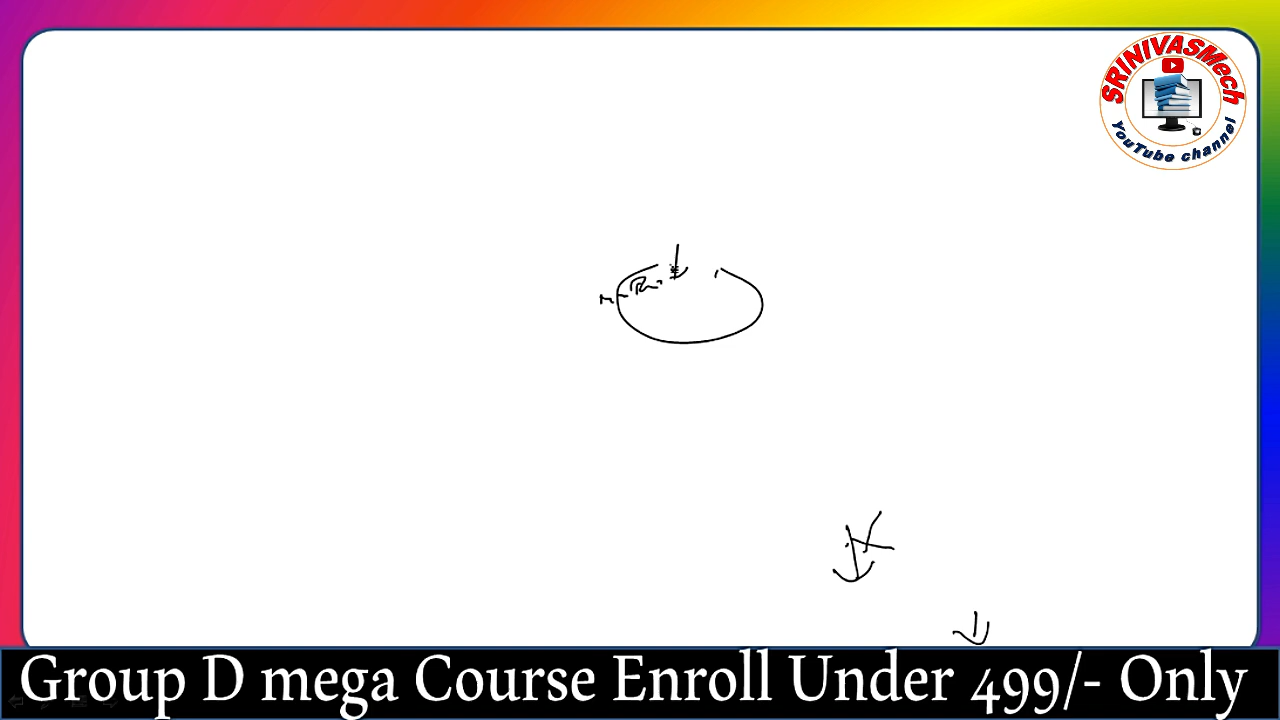 SRINIVASMech
YouTube channel
Group D mega Course Enroll Under 499/- Only